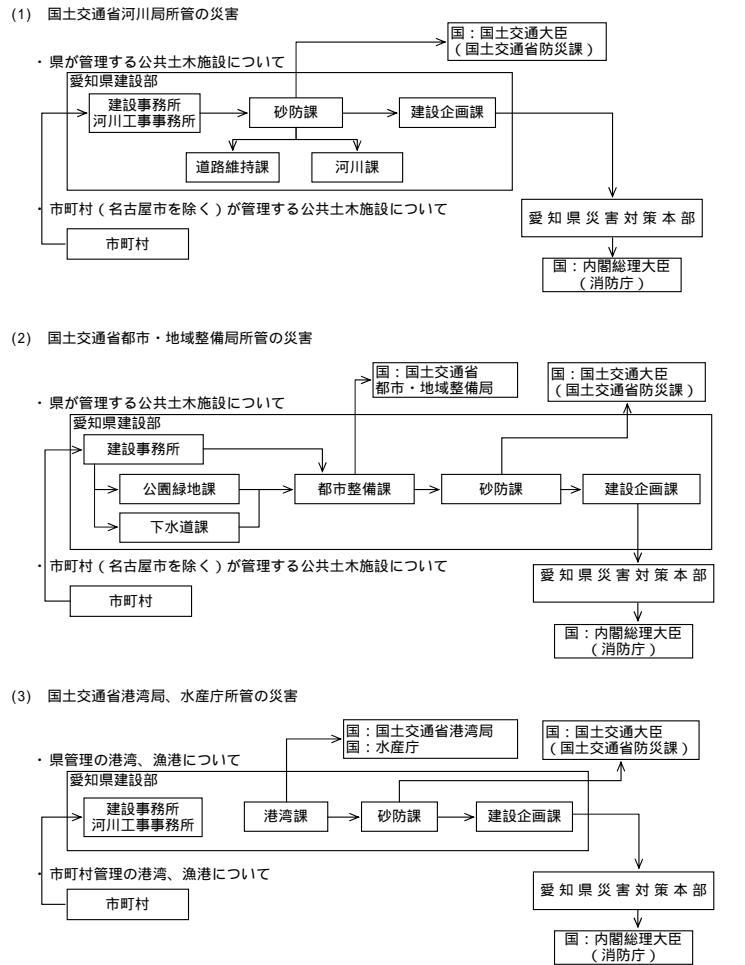 (1) 国土交通省河川局所管の災害
国：国土交通大臣
（国土交通省防災課）
・県が管理する公共土木施設について
愛知県建設部
建設事務所
河川工事事務所
砂防課
建設企画課
道路維持課
河川課
・市町村（名古屋市を除く）が管理する公共土木施設について
市町村
愛知県災害対策本部
国：内閣総理大臣
（消防庁）
(2) 国土交通省都市・地域整備局所管の災害
国：国土交通省
都市・地域整備局
国：国土交通大臣
（国土交通省防災課）
・県が管理する公共土木施設について
愛知県建設部
建設事務所
公園緑地課
都市整備課
砂防課
建設企画課
下水道課
・市町村（名古屋市を除く）が管理する公共土木施設について
市町村
愛知県災害対策本部
国：内閣総理大臣
（消防庁）
(3) 国土交通省港湾局、水産庁所管の災害
国：国土交通省港湾局
国：水産庁
国：国土交通大臣
（国土交通省防災課）
・県管理の港湾、漁港について
愛知県建設部
建設事務所
河川工事事務所
港湾課
砂防課
建設企画課
・市町村管理の港湾、漁港について
市町村
愛知県災害対策本部
国：内閣総理大臣
（消防庁）